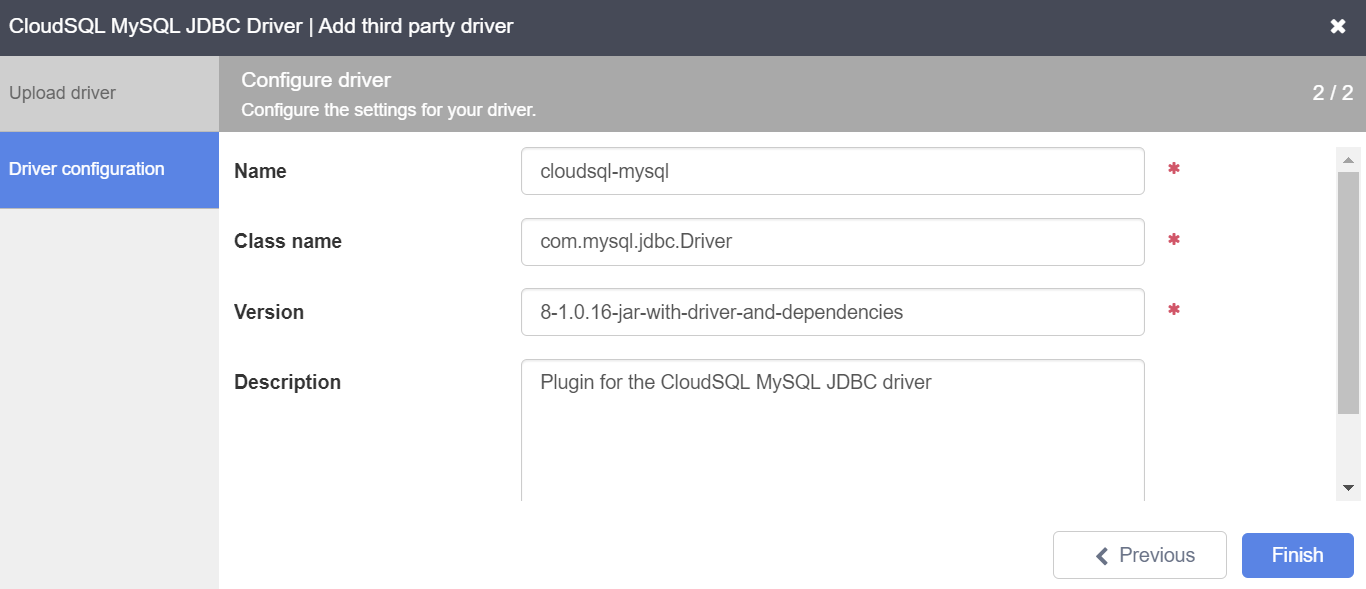 CloudSQL MySQL JDBC Driver | Add third party driver
Upload driver
Configure driver
Configure the settings for your driver.
2 / 2
Driver configuration
Name
cloudsql-mysql
*
Class name
com.mysql.jdbc.Driver
*
Version
8-1.0.16-jar-with-driver-and-dependencies
*
Description
Plugin for the CloudSQL MySQL JDBC driver
Previous
Finish